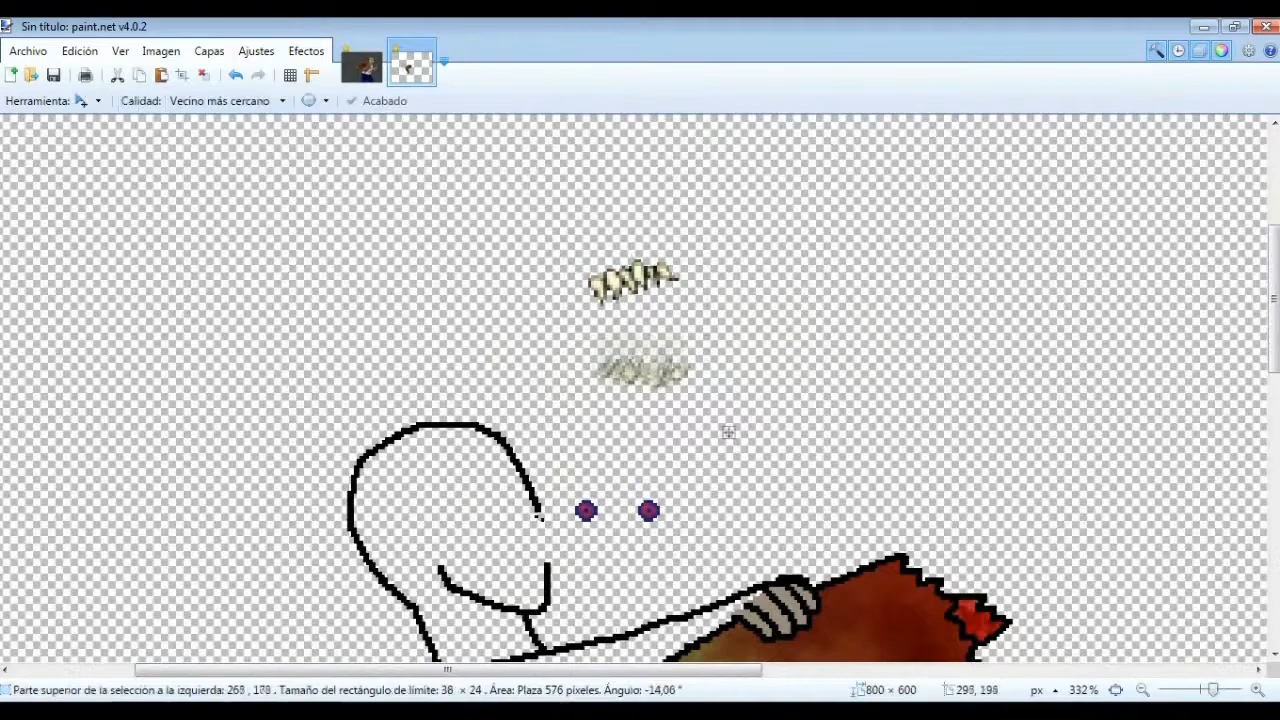 Sin título: paint.net v4.0.2
Archivo Edición Ver Imagen Capas Ajustes Efectos
Herramienta: Calidad: Vecino más cercano Acabado
Parte superior de la selección a la izquierda: 268 , 178 . Tamaño del rectángulo de límite: 38 × 24 . Área: Plaza 576 píxeles. Ángulo: -14,06 ° 800 × 600 298, 198 px 332 %